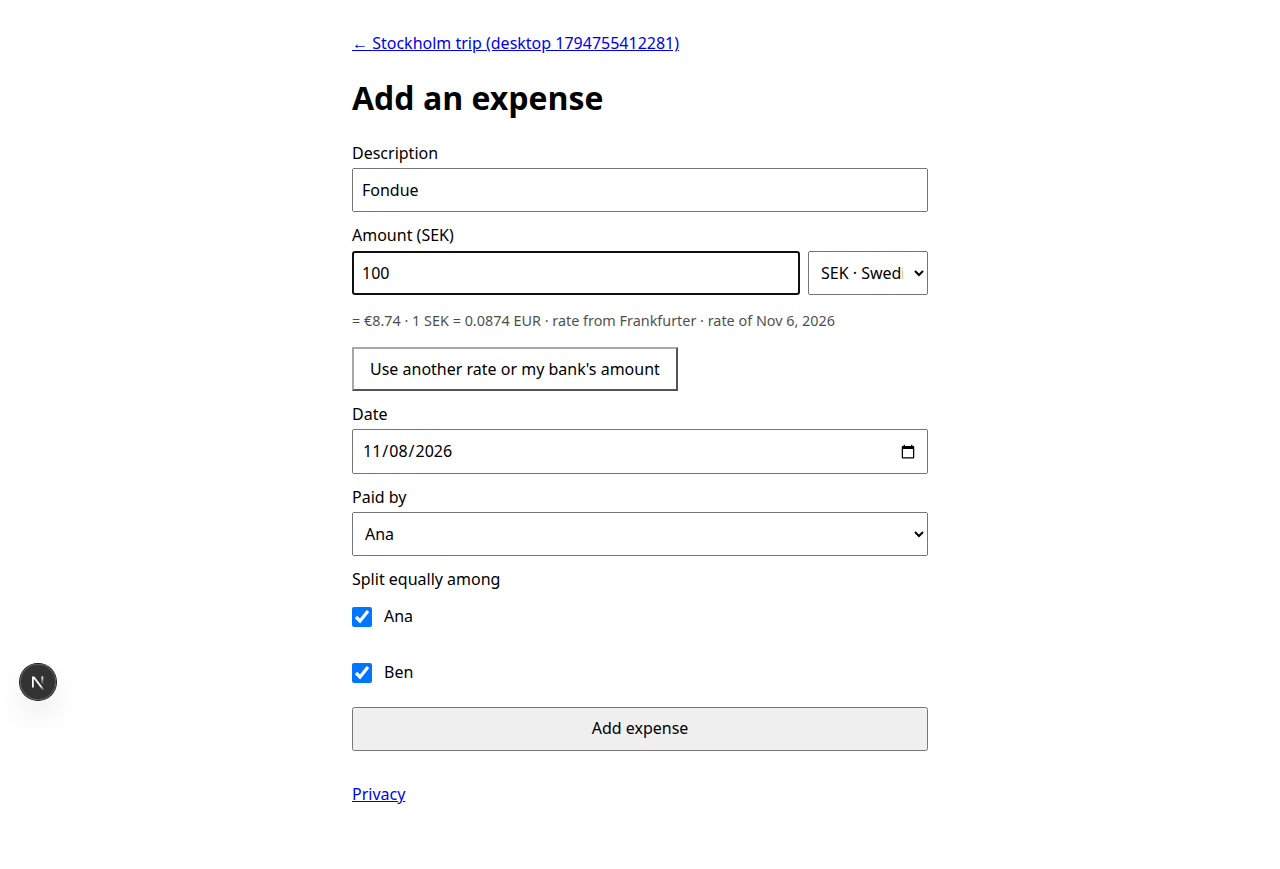 ← Stockholm trip (desktop 1794755412281)
Add an expense
Description
Fondue
Amount (SEK)
100
SEK · Swedi
= €8.74 · 1 SEK = 0.0874 EUR · rate from Frankfurter · rate of Nov 6, 2026
Use another rate or my bank's amount
Date
11/08/2026
Paid by
Ana
Split equally among
Ana
Ben
N
Add expense
Privacy